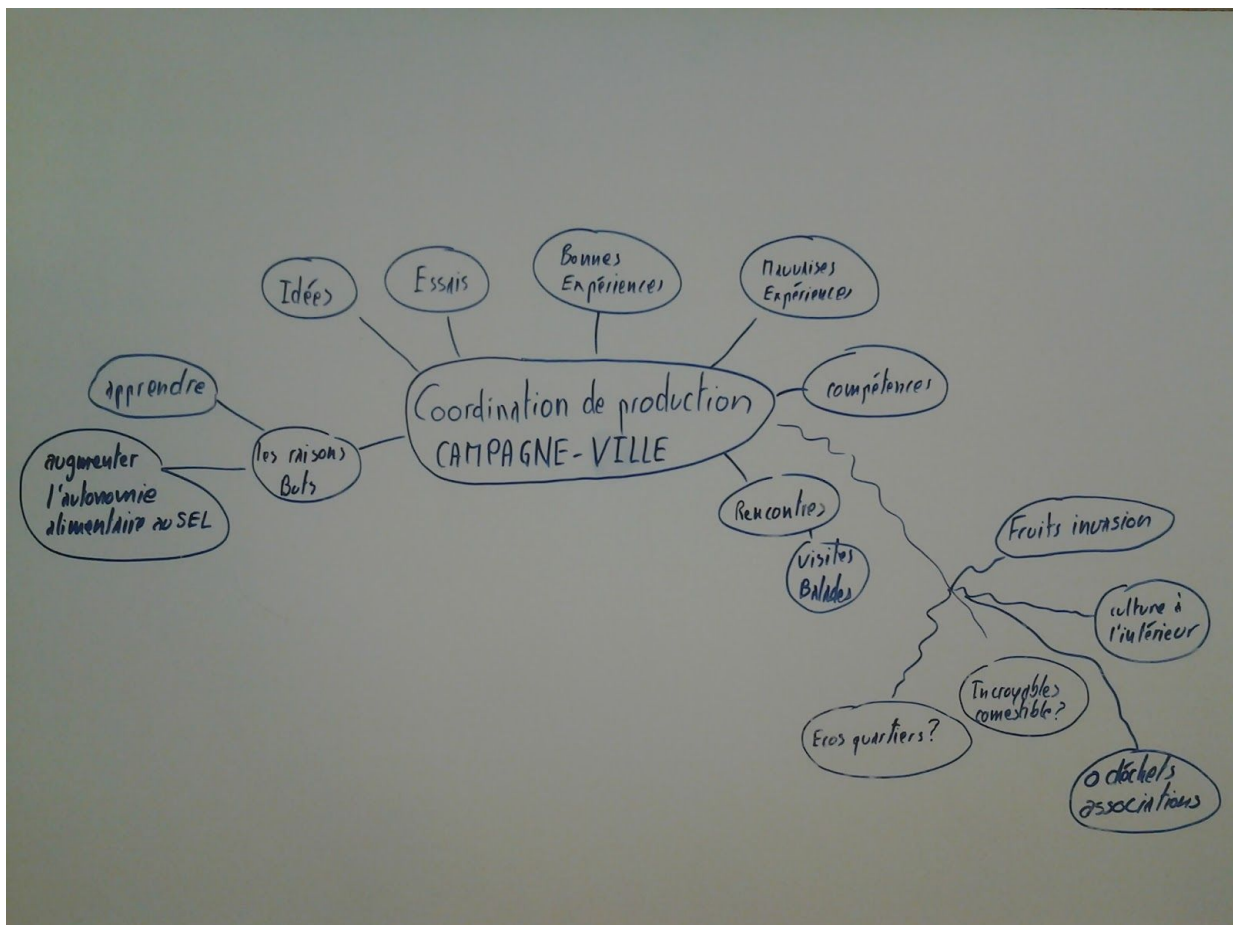 Idées
Essais
Bonnes
Expériences
Mauvaises
Expériences
apprendre
augmenter
l'autonomie
alimentaire au SEL
les raisons
Buts
Coordination de production
CAMPAGNE-VILLE
compétences
Rencontres
visites
Balades
Fruits invasion
culture à
l'intérieur
Incroyables
comestible?
Ecos quartiers?
0 déchets
associations